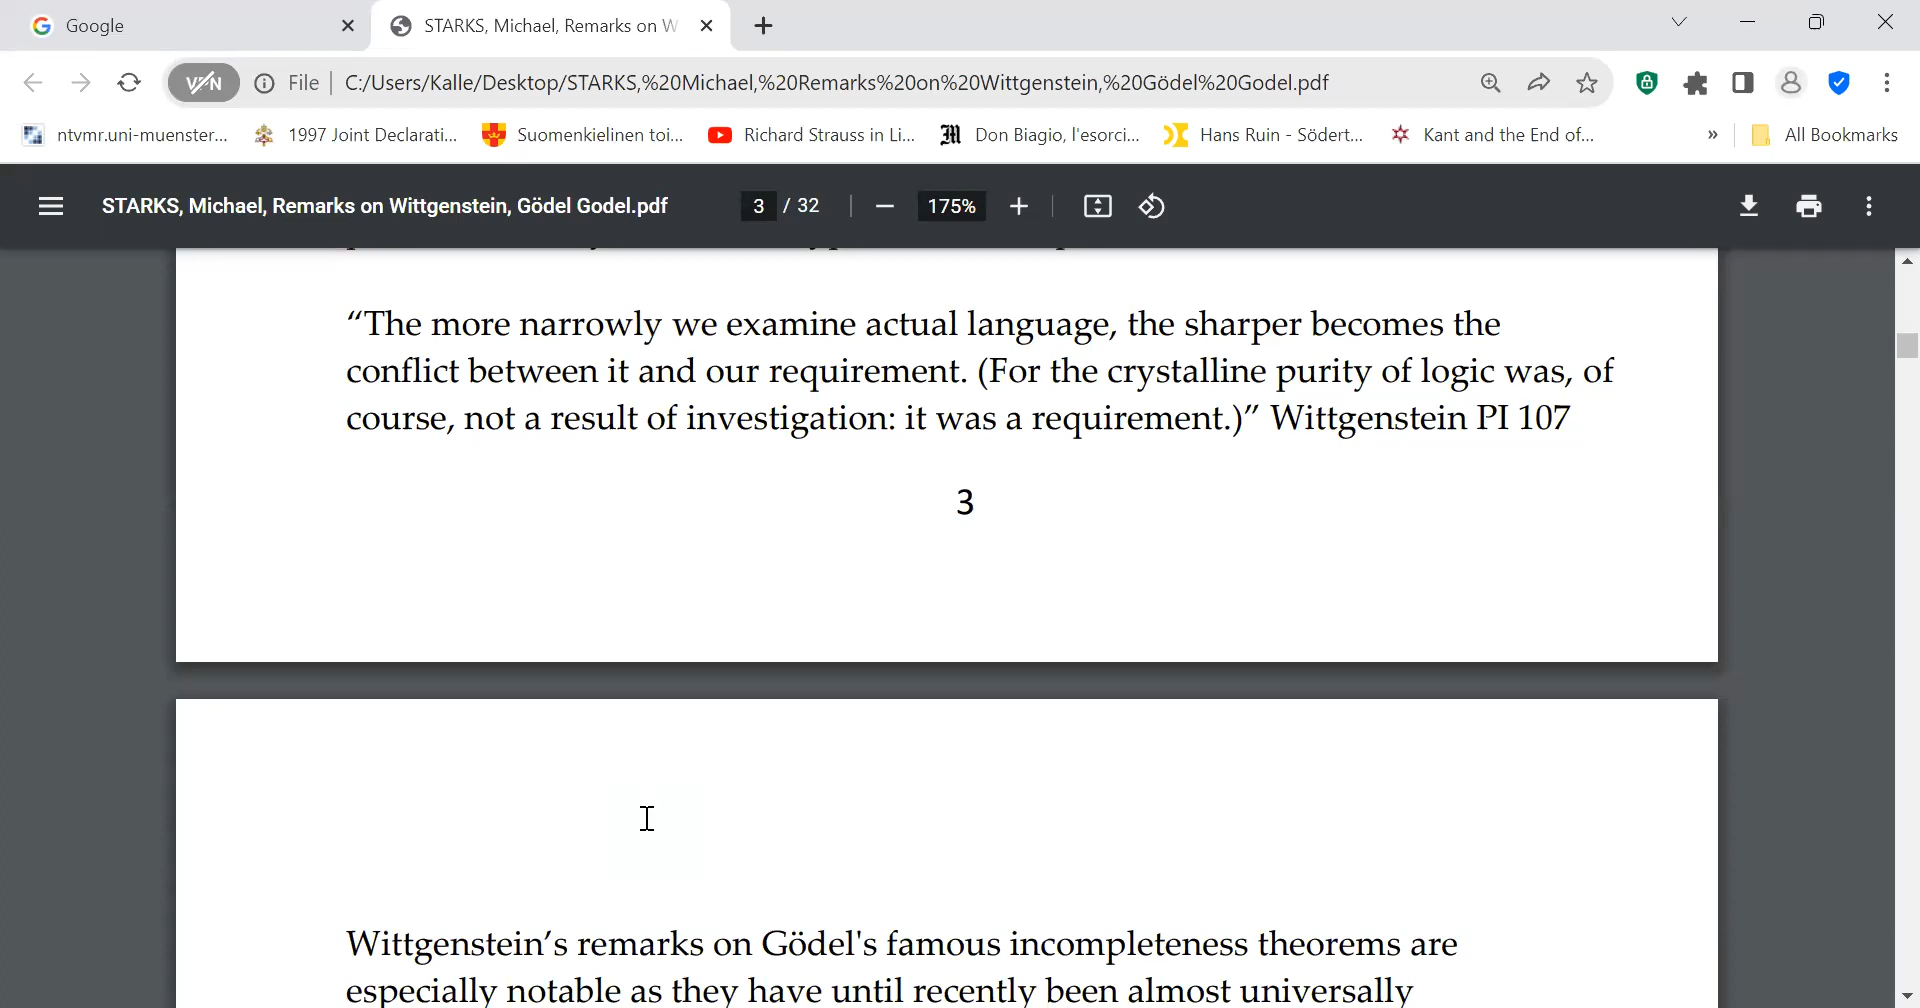 Google
STARKS, Michael, Remarks on W
VPN
File
C:/Users/Kalle/Desktop/STARKS,%20Michael,%20Remarks%20on%20Wittgenstein,%20Gödel%20Godel.pdf
ntvmr.uni-muenster...
1997 Joint Declarati...
Suomenkielinen toi...
Richard Strauss in Li...
Don Biagio, l'esorci...
Hans Ruin - Södert...
Kant and the End of...
»
All Bookmarks
STARKS, Michael, Remarks on Wittgenstein, Gödel Godel.pdf
3 / 32
175%
“The more narrowly we examine actual language, the sharper becomes the
conflict between it and our requirement. (For the crystalline purity of logic was, of
course, not a result of investigation: it was a requirement.)” Wittgenstein PI 107
3
Wittgenstein’s remarks on Gödel's famous incompleteness theorems are
especially notable as they have until recently been almost universally